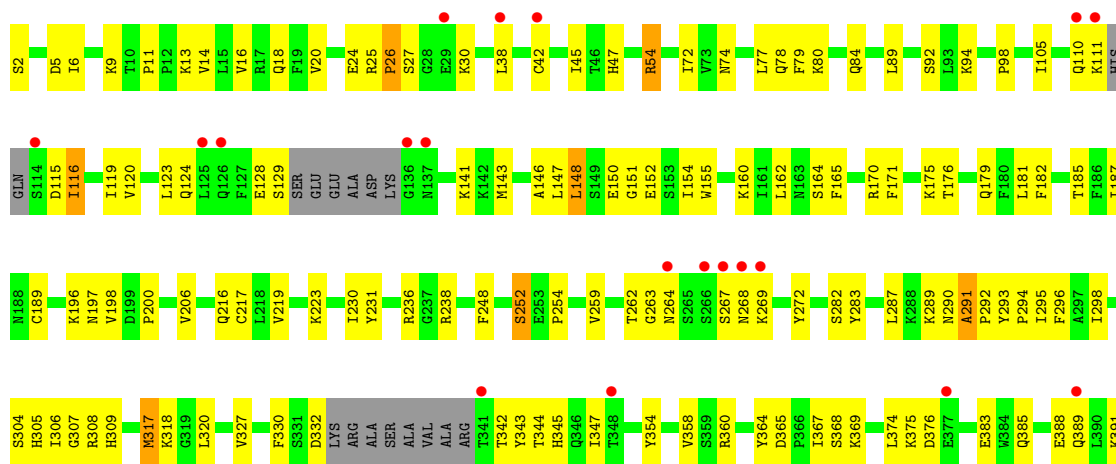 S2 D5 I6 K9 T10 P11 P12 K13 V14 L15 V16 R17 Q18 F19 V20 E24 R25 P26 S27 G28 E29 K30 L38 C42 I45 T46 H47 R54 I72 V73 N74 L77 Q78 F79 K80 Q84 L89 S92 L93 K94 P98 I105 Q110 K111 HIS
GLN S114 D115 I116 I119 V120 L123 Q124 L125 Q126 F127 E128 S129 SER GLU GLU ALA ASP LYS G136 N137 K141 K142 M143 A146 L147 L148 S149 E150 G151 E152 S153 I154 W155 K160 I161 L162 N163 S164 F165 R170 F171 K175 T176 Q179 F180 L181 F182 T185 F186 I187
N188 C189 K196 N197 V198 D199 P200 V206 Q216 C217 L218 V219 K223 I230 Y231 R236 G237 R238 F248 S252 E253 P254 V259 T262 G263 N264 S265 S266 S267 N268 K269 Y272 S282 Y283 L287 K288 K289 N290 A291 P292 Y293 P294 I295 F296 A297 I298
S304 H305 I306 G307 R308 H309 M317 K318 G319 L320 V327 F330 S331 D332 LYS ARG ALA SER ALA VAL ALA ARG T341 T342 Y343 T344 H345 Q346 I347 T348 Y354 V358 S359 R360 Y364 D365 P366 I367 S368 K369 L374 K375 D376 E377 E383 W384 Q385 E388 Q389 L390 K391